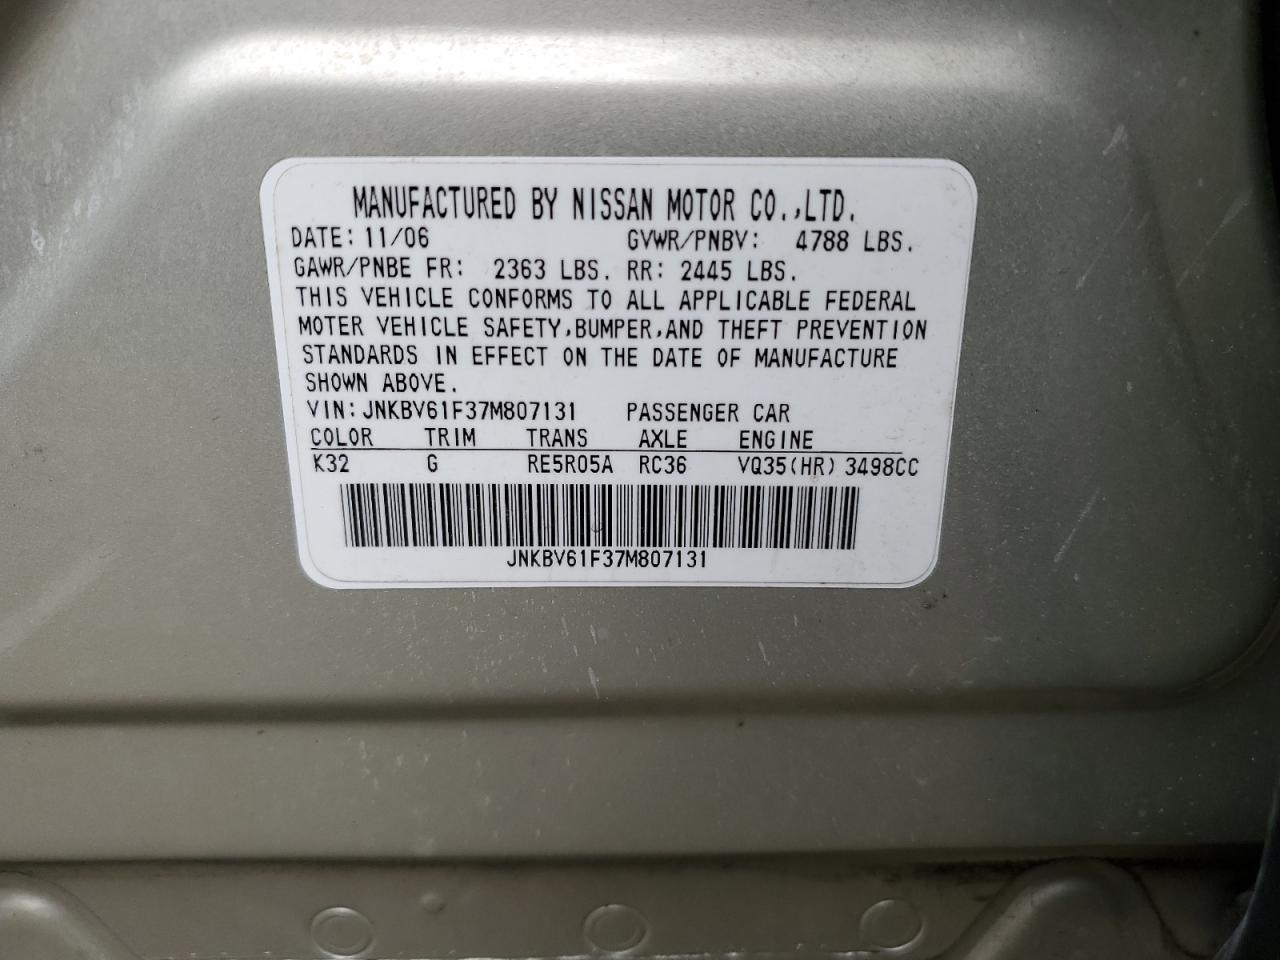 MANUFACTURED BY NISSAN MOTOR CO.,LTD.
DATE: 11/06 GVWR/PNBV: 4788 LBS.
GAWR/PNBE FR: 2363 LBS. RR: 2445 LBS.
THIS VEHICLE CONFORMS TO ALL APPLICABLE FEDERAL
MOTER VEHICLE SAFETY,BUMPER,AND THEFT PREVENTION
STANDARDS IN EFFECT ON THE DATE OF MANUFACTURE
SHOWN ABOVE.
VIN: JNKBV61F37M807131 PASSENGER CAR
COLOR TRIM TRANS AXLE ENGINE
K32 G RE5R05A RC36 VQ35(HR) 3498CC
JNKBV61F37M807131